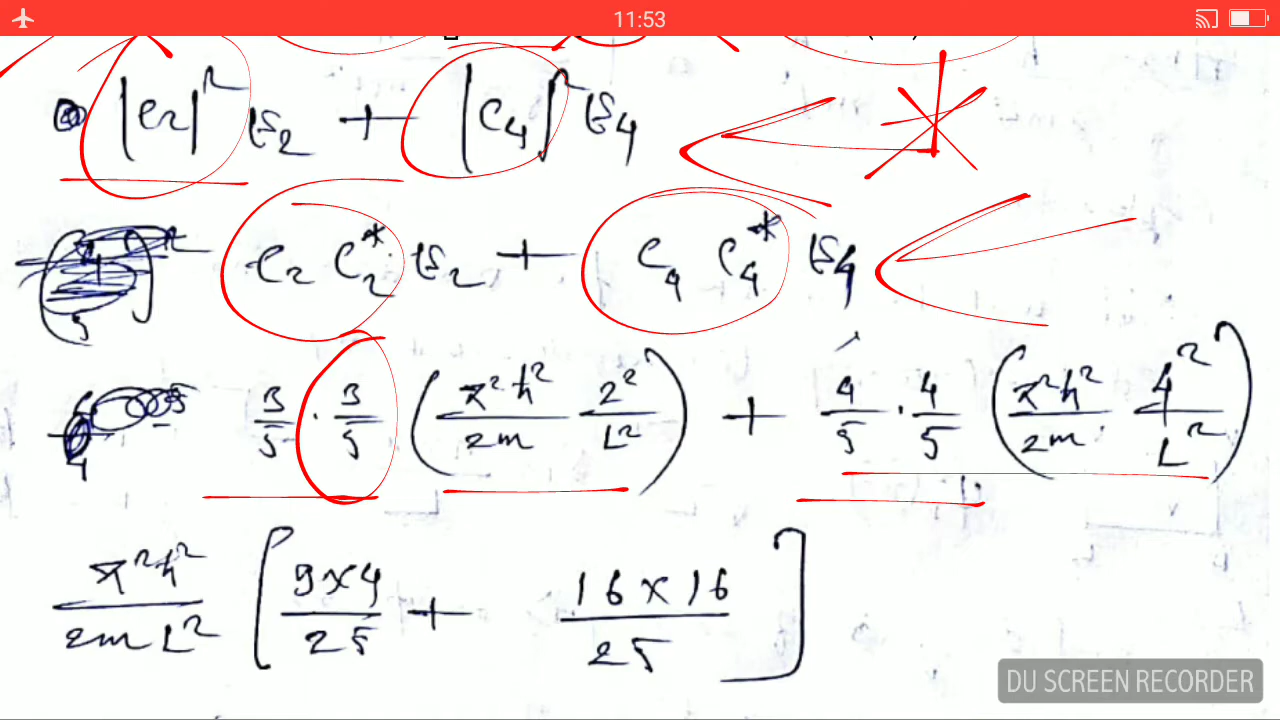 11:53
|C₂|² E₂ + |C₄|² E₄
C₂ C₂* E₂ + C₄ C₄* E₄
3/5 · 3/5 (π²ħ²/2m 2²/L²) + 4/5 · 4/5 (π²ħ²/2m 4²/L²)
π²ħ²/2mL² [9×4/25 + 16×16/25]
DU SCREEN RECORDER